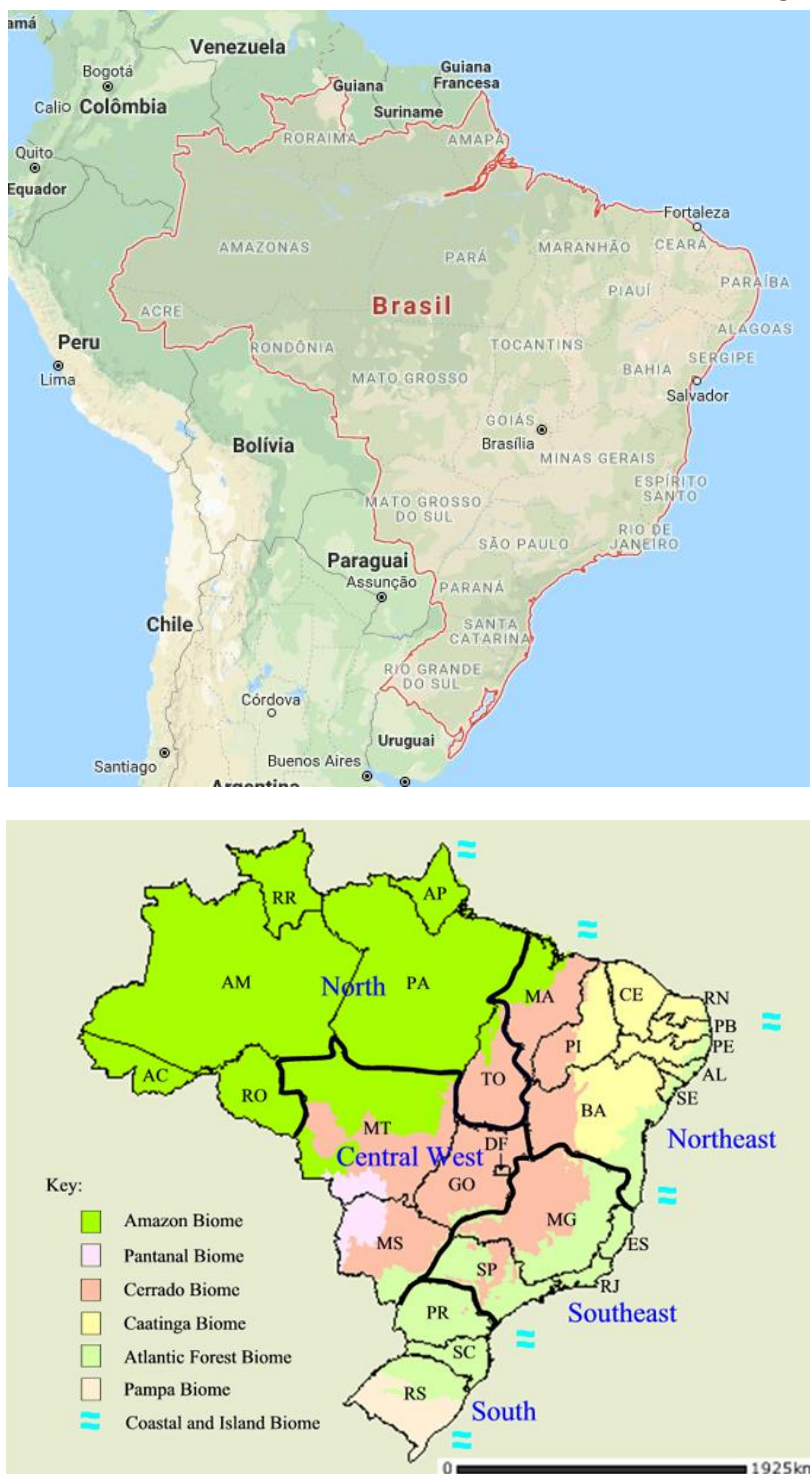 amá
Venezuela
Guiana
Francesa
Bogotá
Guiana
Cali
Colômbia
Suriname
RORAIMA
AMAPÁ
Quito
Equador
Fortaleza
AMAZONAS
PARÁ
MARANHÃO
CEARÁ
PIAUÍ
PARAÍBA
ACRE
Brasil
ALAGOAS
Peru
RONDÔNIA
TOCANTINS
SERGIPE
Lima
MATO GROSSO
BAHIA
Salvador
GOIÁS
Bolívia
Brasília
MINAS GERAIS
ESPÍRITO
SANTO
MATO GROSSO
DO SUL
RIO DE
JANEIRO
SÃO PAULO
Paraguai
Assunção
PARANÁ
Chile
SANTA
CATARINA
RIO GRANDE
DO SUL
Córdova
Uruguai
Santiago
Buenos Aires
Argentina
RR
AP
AM
North
PA
MA
CE
RN
PB
PE
AL
SE
PI
AC
RO
TO
BA
MT
DF
Northeast
Central West
GO
MG
ES
MS
SP
RJ
Southeast
PR
SC
RS
South
Key:
Amazon Biome
Pantanal Biome
Cerrado Biome
Caatinga Biome
Atlantic Forest Biome
Pampa Biome
Coastal and Island Biome
0
1925km